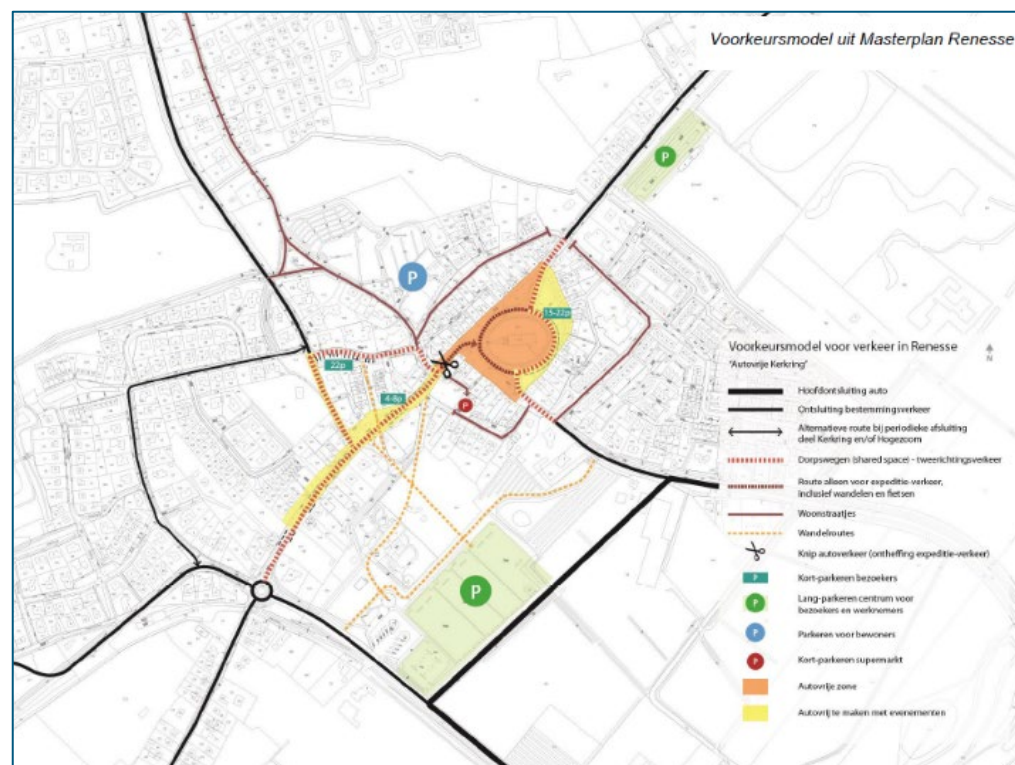 Voorkeursmodel uit Masterplan Renesse
P
P
15-22p
22p
4-8p
P
P
Voorkeursmodel voor verkeer in Renesse
"Autovrije Kerkring"
N
Hoofdontsluiting auto
Ontsluiting bestemmingsverkeer
Alternatieve route bij periodieke afsluiting
deel Kerkring en/of Hogezoom
Dorpswegen (shared space) - tweerichtingsverkeer
Route alleen voor expeditie-verkeer,
inclusief wandelen en fietsen
Woonstraatjes
Wandelroutes
Knip autoverkeer (ontheffing expeditie-verkeer)
P Kort-parkeren bezoekers
P Lang-parkeren centrum voor
bezoekers en werknemers
P Parkeren voor bewoners
P Kort-parkeren supermarkt
Autovrije zone
Autovrij te maken met evenementen